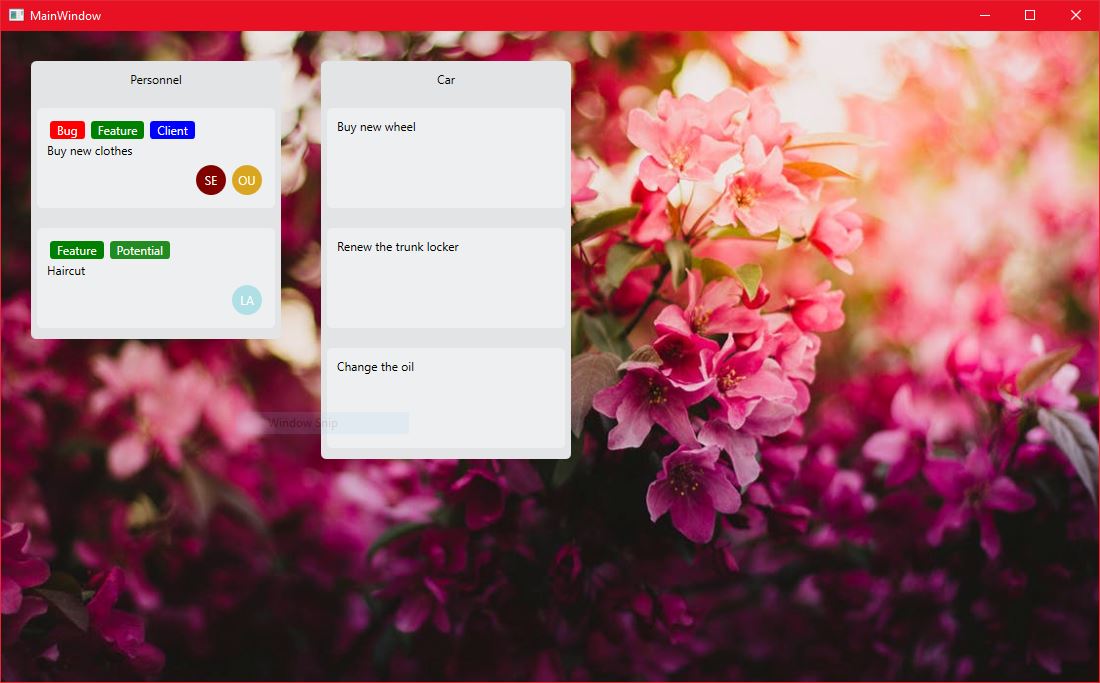 MainWindow
Personnel
Bug Feature Client
Buy new clothes
SE OU
Feature Potential
Haircut
LA
Car
Buy new wheel
Renew the trunk locker
Change the oil
Window Snip